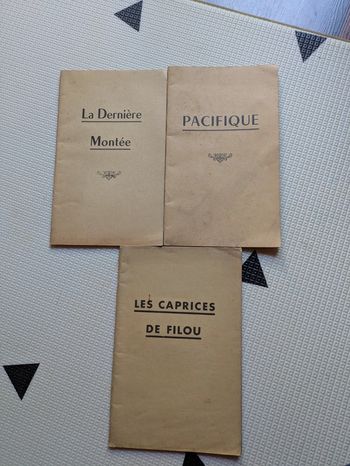 La Dernière
Montée
PACIFIQUE
LES CAPRICES
DE FILOU